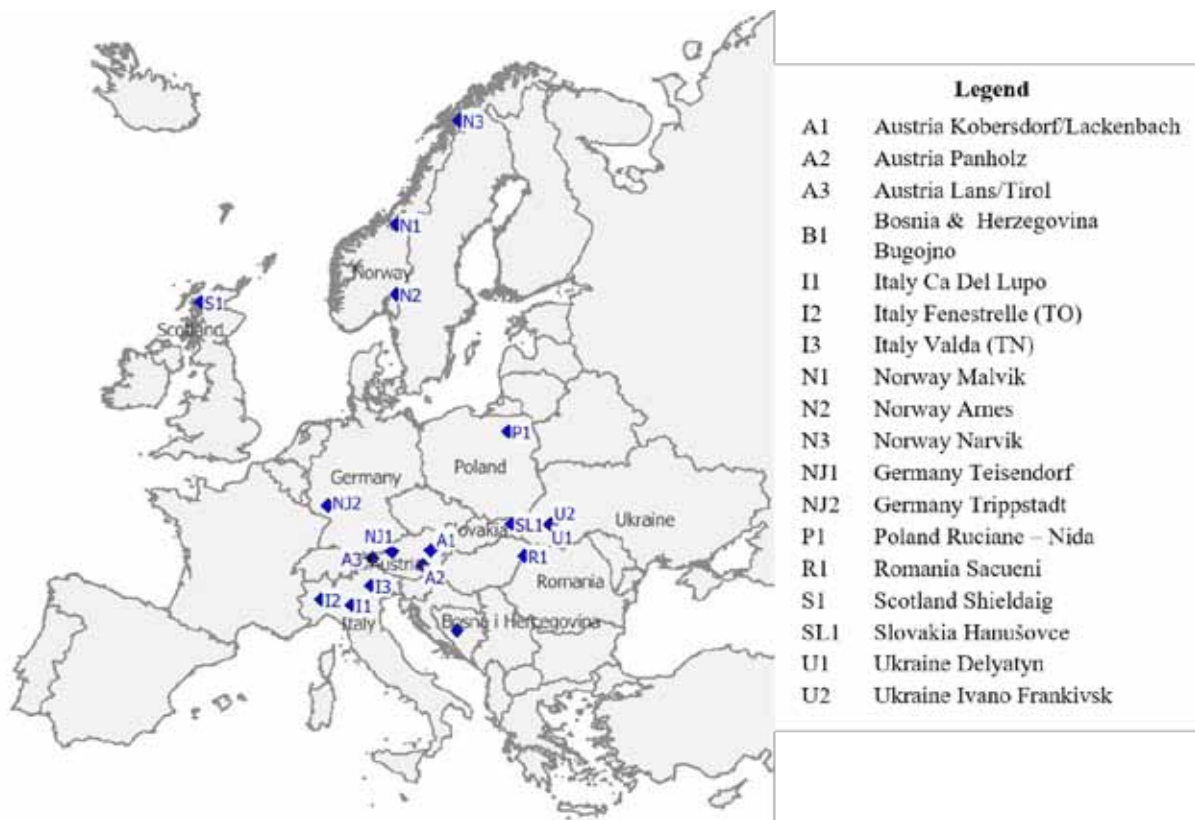 N3
N1
Norway
N2
S1
Scotland
P1
Germany
Poland
NJ2
SL1
U2
Ukraine
Slovakia
U1
NJ1
A1
A3
Austria
R1
A2
Romania
I3
I2
I1
Italy
Bosna i Hercegovina
Legend
A1 Austria Kobersdorf/Lackenbach
A2 Austria Panholz
A3 Austria Lans/Tirol
B1 Bosnia & Herzegovina
Bugojno
I1 Italy Ca Del Lupo
I2 Italy Fenestrelle (TO)
I3 Italy Valda (TN)
N1 Norway Malvik
N2 Norway Arnes
N3 Norway Narvik
NJ1 Germany Teisendorf
NJ2 Germany Trippstadt
P1 Poland Ruciane – Nida
R1 Romania Sacueni
S1 Scotland Shieldaig
SL1 Slovakia Hanušovce
U1 Ukraine Delyatyn
U2 Ukraine Ivano Frankivsk